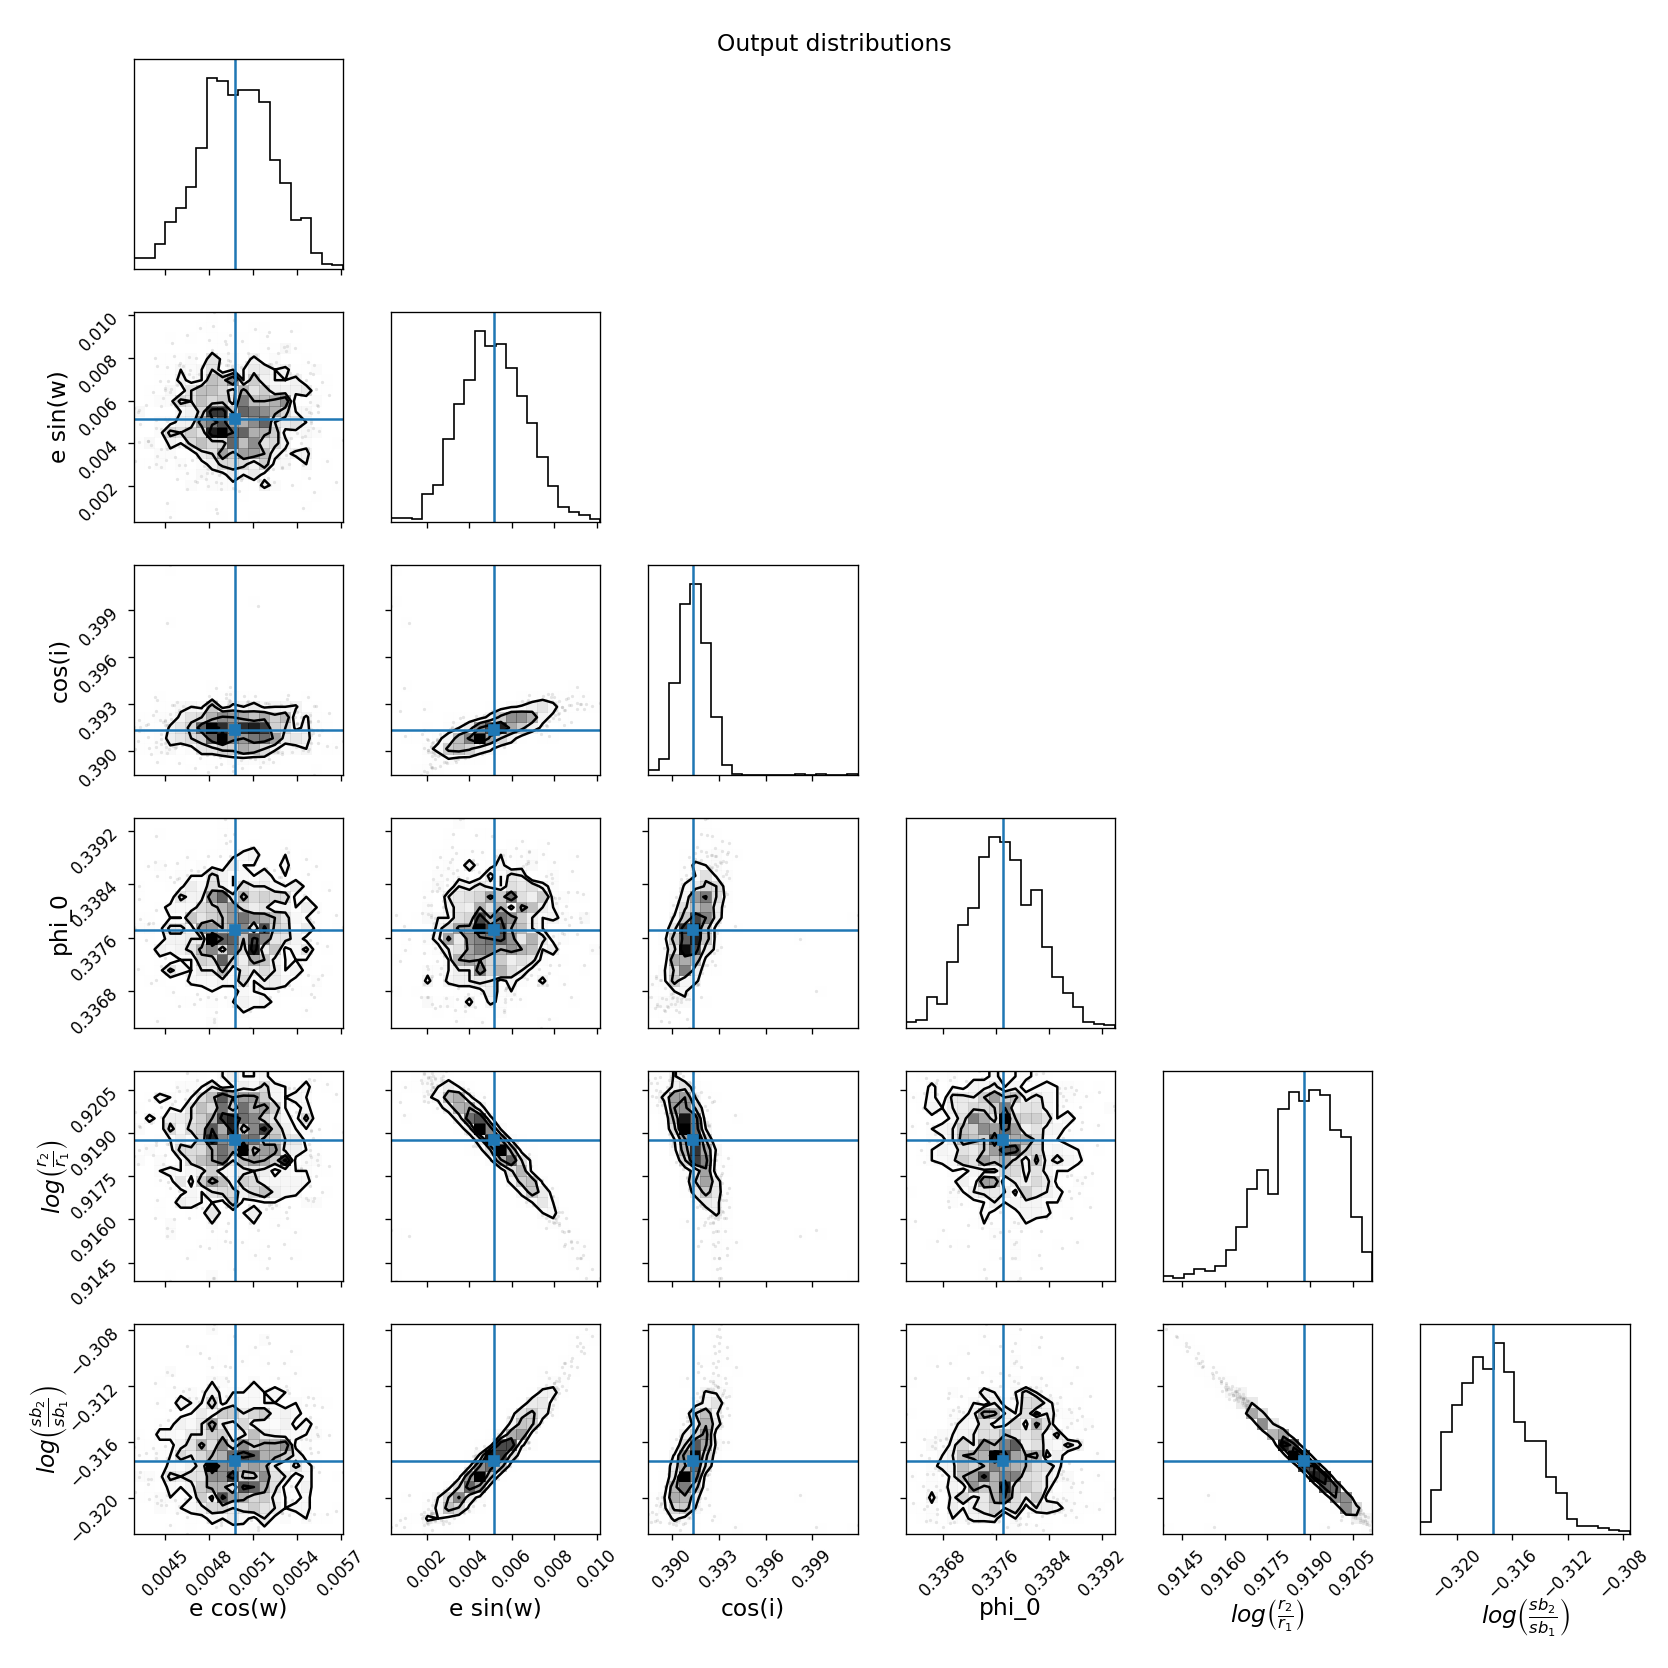 Output distributions
e sin(w)
0.010
0.008
0.006
0.004
0.002
cos(i)
0.399
0.396
0.393
0.390
phi_0
0.3392
0.3384
0.3376
0.3368
log(r₂/r₁)
0.9205
0.9190
0.9175
0.9160
0.9145
log(sb₂/sb₁)
−0.308
−0.312
−0.316
−0.320
0.0045 0.0048 0.0051 0.0054 0.0057 0.002 0.004 0.006 0.008 0.010 0.390 0.393 0.396 0.399 0.3368 0.3376 0.3384 0.3392 0.9145 0.9160 0.9175 0.9190 0.9205 −0.320 −0.316 −0.312 −0.308
e cos(w) e sin(w) cos(i) phi_0 log(r₂/r₁) log(sb₂/sb₁)